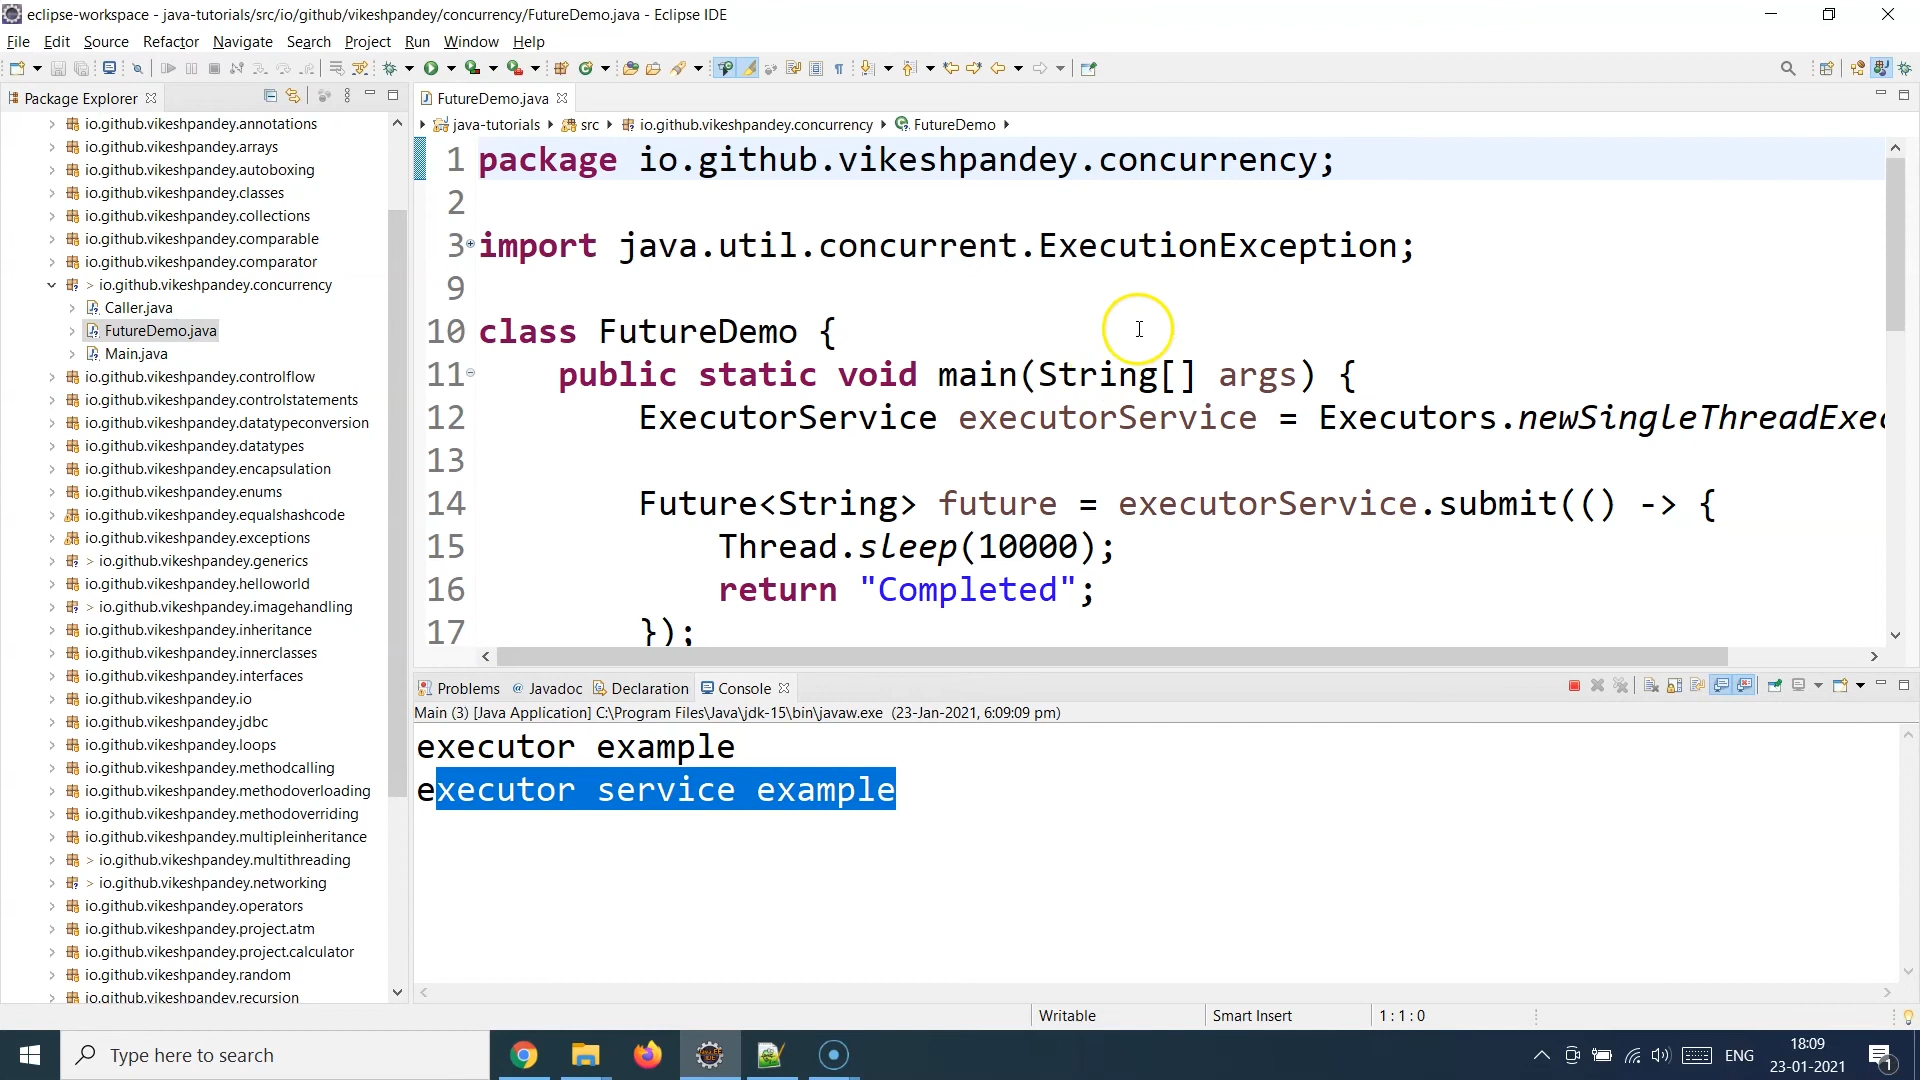 eclipse-workspace - java-tutorials/src/io/github/vikeshpandey/concurrency/FutureDemo.java - Eclipse IDE
File Edit Source Refactor Navigate Search Project Run Window Help
Package Explorer
FutureDemo.java
java-tutorials src io.github.vikeshpandey.concurrency FutureDemo
io.github.vikeshpandey.annotations
io.github.vikeshpandey.arrays
io.github.vikeshpandey.autoboxing
io.github.vikeshpandey.classes
io.github.vikeshpandey.collections
io.github.vikeshpandey.comparable
io.github.vikeshpandey.comparator
> io.github.vikeshpandey.concurrency
Caller.java
FutureDemo.java
Main.java
io.github.vikeshpandey.controlflow
io.github.vikeshpandey.controlstatements
io.github.vikeshpandey.datatypeconversion
io.github.vikeshpandey.datatypes
io.github.vikeshpandey.encapsulation
io.github.vikeshpandey.enums
io.github.vikeshpandey.equalshashcode
io.github.vikeshpandey.exceptions
> io.github.vikeshpandey.generics
io.github.vikeshpandey.helloworld
> io.github.vikeshpandey.imagehandling
io.github.vikeshpandey.inheritance
io.github.vikeshpandey.innerclasses
io.github.vikeshpandey.interfaces
io.github.vikeshpandey.io
io.github.vikeshpandey.jdbc
io.github.vikeshpandey.loops
io.github.vikeshpandey.methodcalling
io.github.vikeshpandey.methodoverloading
io.github.vikeshpandey.methodoverriding
io.github.vikeshpandey.multipleinheritance
> io.github.vikeshpandey.multithreading
> io.github.vikeshpandey.networking
io.github.vikeshpandey.operators
io.github.vikeshpandey.project.atm
io.github.vikeshpandey.project.calculator
io.github.vikeshpandey.random
io.github.vikeshpandey.recursion
1 package io.github.vikeshpandey.concurrency;
2
3 import java.util.concurrent.ExecutionException;
9
10 class FutureDemo {
11 public static void main(String[] args) {
12 ExecutorService executorService = Executors.newSingleThreadExec
13
14 Future<String> future = executorService.submit(() -> {
15 Thread.sleep(10000);
16 return "Completed";
17 });
Problems Javadoc Declaration Console
Main (3) [Java Application] C:\Program Files\Java\jdk-15\bin\javaw.exe (23-Jan-2021, 6:09:09 pm)
executor example
executor service example
Writable Smart Insert 1 : 1 : 0
Type here to search
ENG
18:09
23-01-2021
1